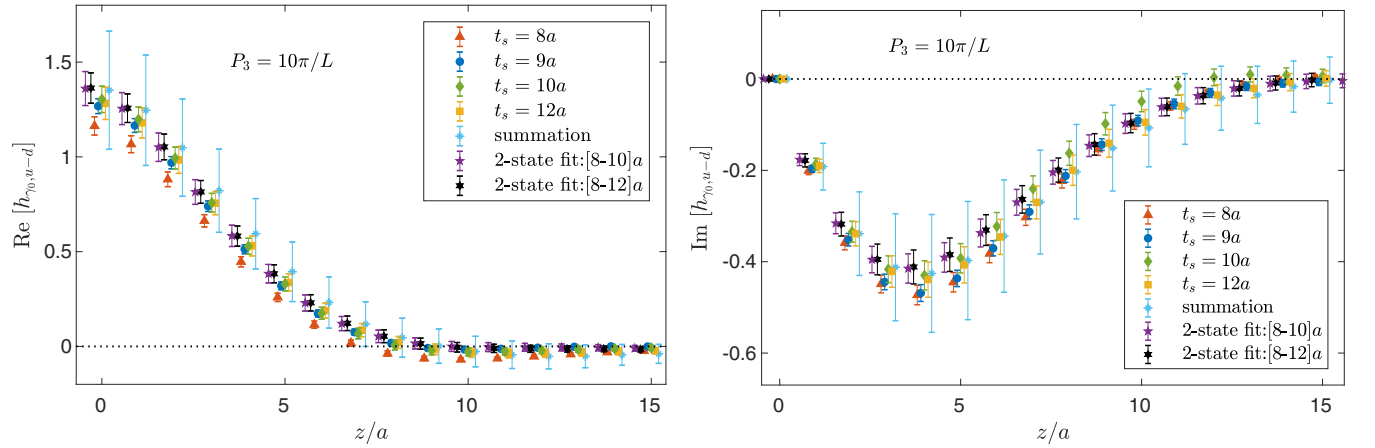 Re [h_{γ0,u−d}]
1.5
1
0.5
0
P₃ = 10π/L
t_s = 8a
t_s = 9a
t_s = 10a
t_s = 12a
summation
2-state fit:[8-10]a
2-state fit:[8-12]a
0 5 10 15
z/a
Im [h_{γ0,u−d}]
0
-0.2
-0.4
-0.6
P₃ = 10π/L
t_s = 8a
t_s = 9a
t_s = 10a
t_s = 12a
summation
2-state fit:[8-10]a
2-state fit:[8-12]a
0 5 10 15
z/a